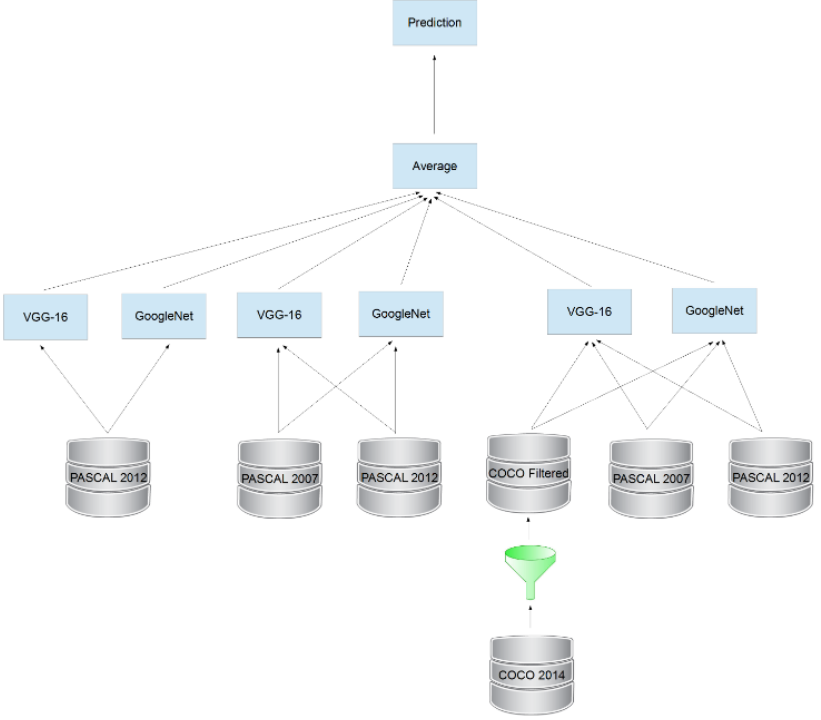 Prediction
Average
VGG-16
GoogleNet
VGG-16
GoogleNet
VGG-16
GoogleNet
PASCAL 2012
PASCAL 2007
PASCAL 2012
COCO Filtered
PASCAL 2007
PASCAL 2012
COCO 2014